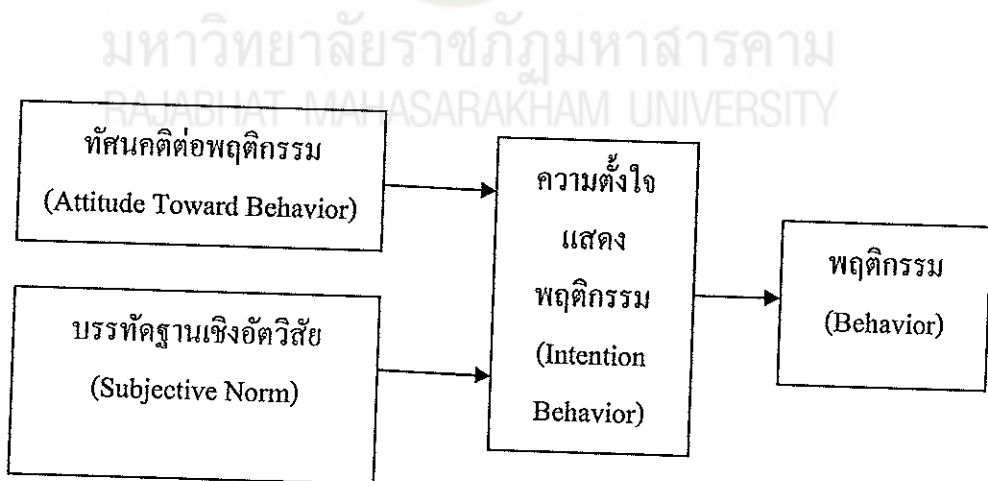 มหาวิทยาลัยราชภัฏมหาสารคาม
RAJABHAT MAHASARAKHAM UNIVERSITY
ทัศนคติต่อพฤติกรรม
(Attitude Toward Behavior)
บรรทัดฐานเชิงอัตวิสัย
(Subjective Norm)
ความตั้งใจ
แสดง
พฤติกรรม
(Intention
Behavior)
พฤติกรรม
(Behavior)